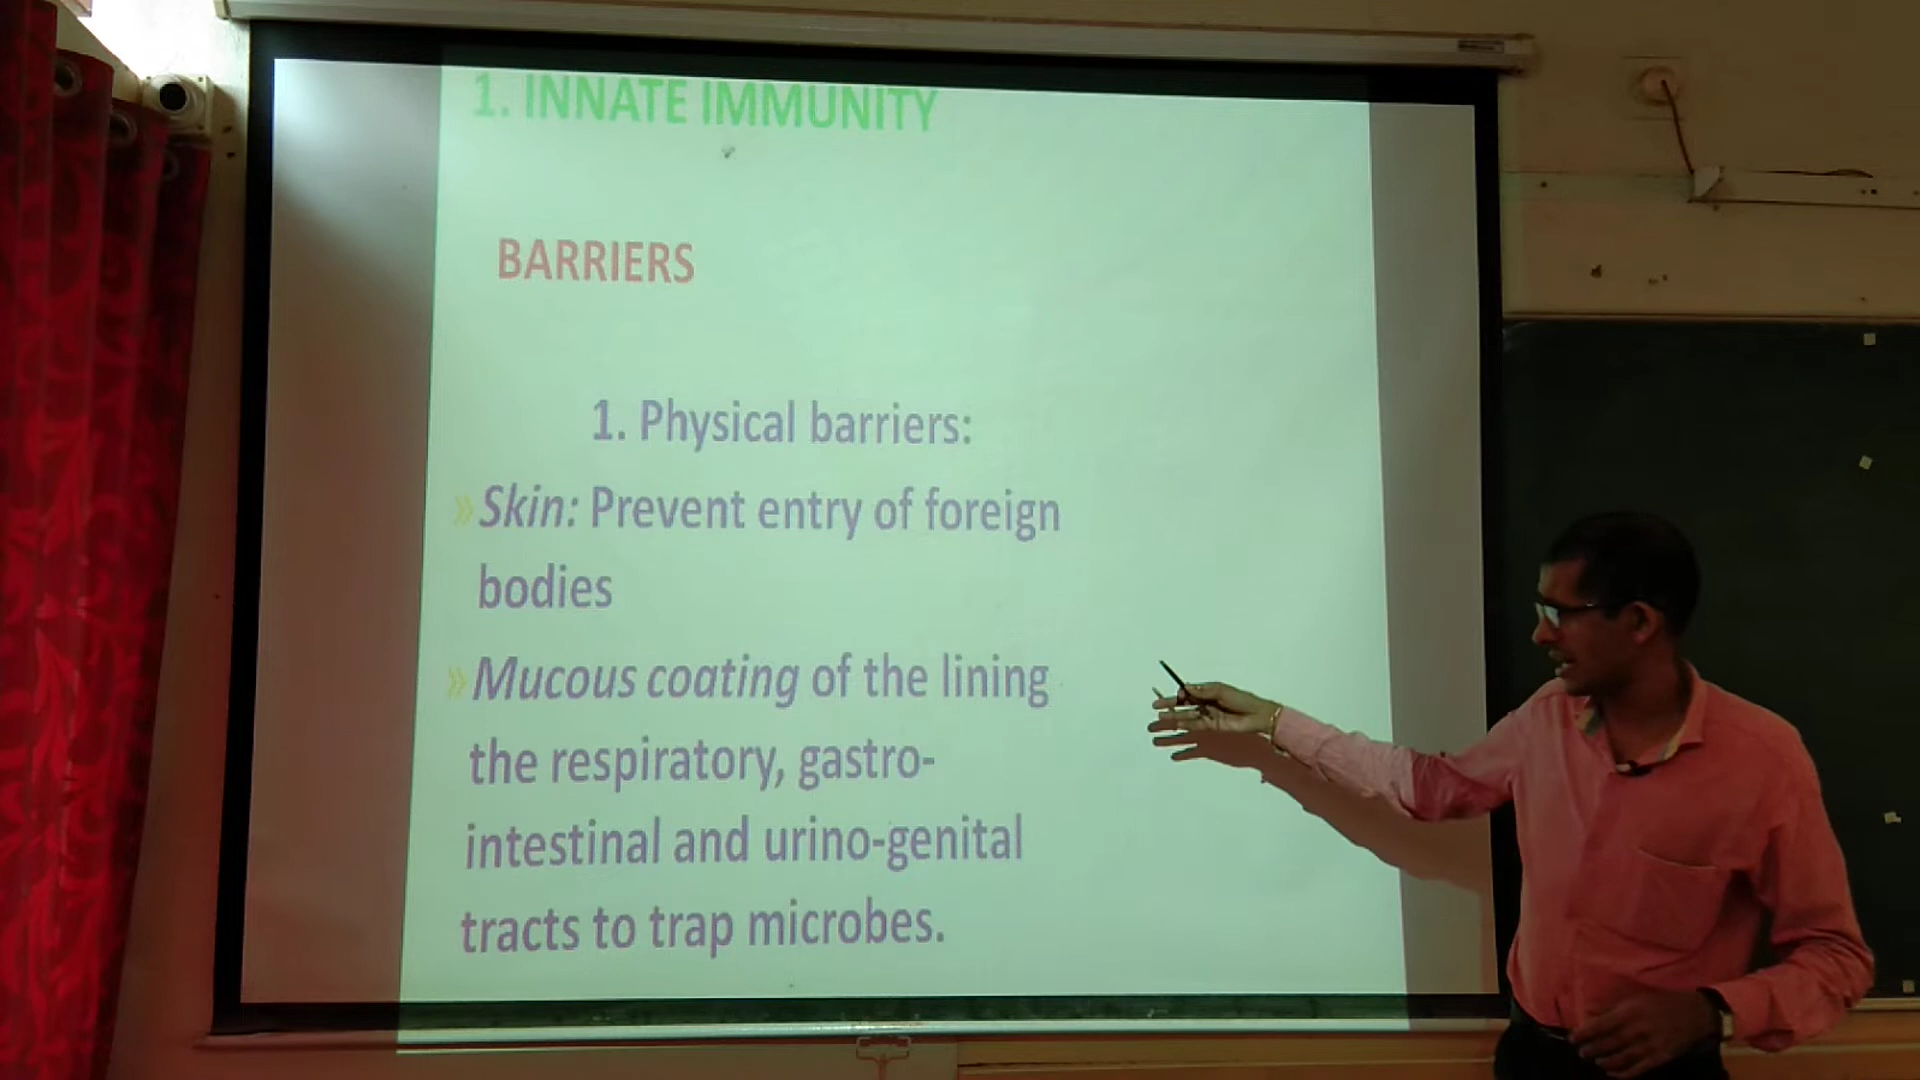 1. INNATE IMMUNITY
BARRIERS
1. Physical barriers:
» Skin: Prevent entry of foreign
bodies
» Mucous coating of the lining
the respiratory, gastro-
intestinal and urino-genital
tracts to trap microbes.